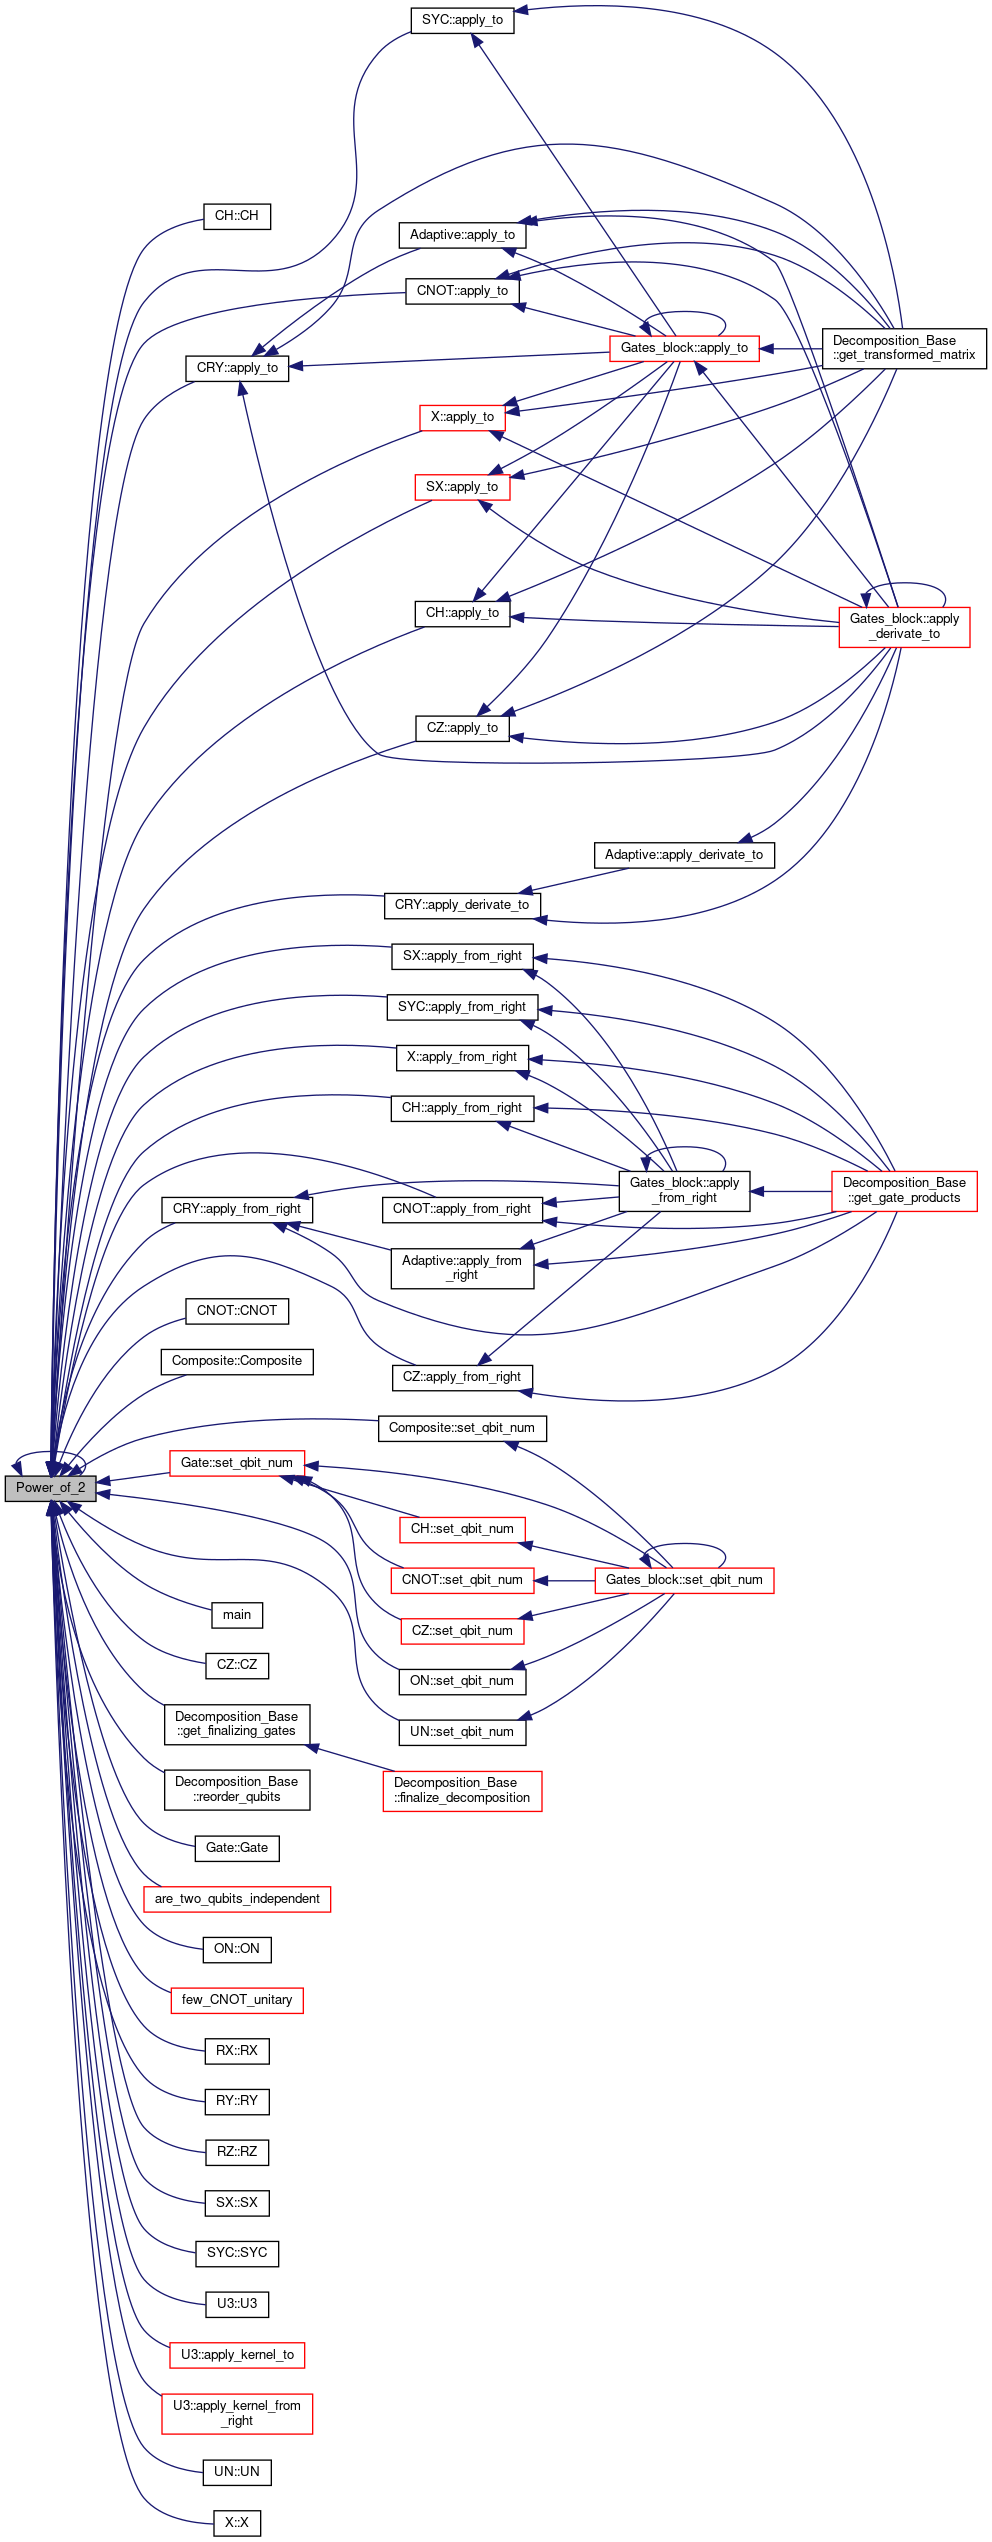 SYC::apply_to
CH::CH
Adaptive::apply_to
CNOT::apply_to
Decomposition_Base
::get_transformed_matrix
Gates_block::apply_to
CRY::apply_to
X::apply_to
SX::apply_to
CH::apply_to
Gates_block::apply
_derivate_to
CZ::apply_to
Adaptive::apply_derivate_to
CRY::apply_derivate_to
SX::apply_from_right
SYC::apply_from_right
X::apply_from_right
CH::apply_from_right
Gates_block::apply
_from_right
Decomposition_Base
::get_gate_products
CRY::apply_from_right
CNOT::apply_from_right
Adaptive::apply_from
_right
CNOT::CNOT
Composite::Composite
CZ::apply_from_right
Composite::set_qbit_num
Gate::set_qbit_num
Power_of_2
CH::set_qbit_num
CNOT::set_qbit_num
Gates_block::set_qbit_num
main
CZ::set_qbit_num
CZ::CZ
ON::set_qbit_num
Decomposition_Base
::get_finalizing_gates
UN::set_qbit_num
Decomposition_Base
::reorder_qubits
Decomposition_Base
::finalize_decomposition
Gate::Gate
are_two_qubits_independent
ON::ON
few_CNOT_unitary
RX::RX
RY::RY
RZ::RZ
SX::SX
SYC::SYC
U3::U3
U3::apply_kernel_to
U3::apply_kernel_from
_right
UN::UN
X::X